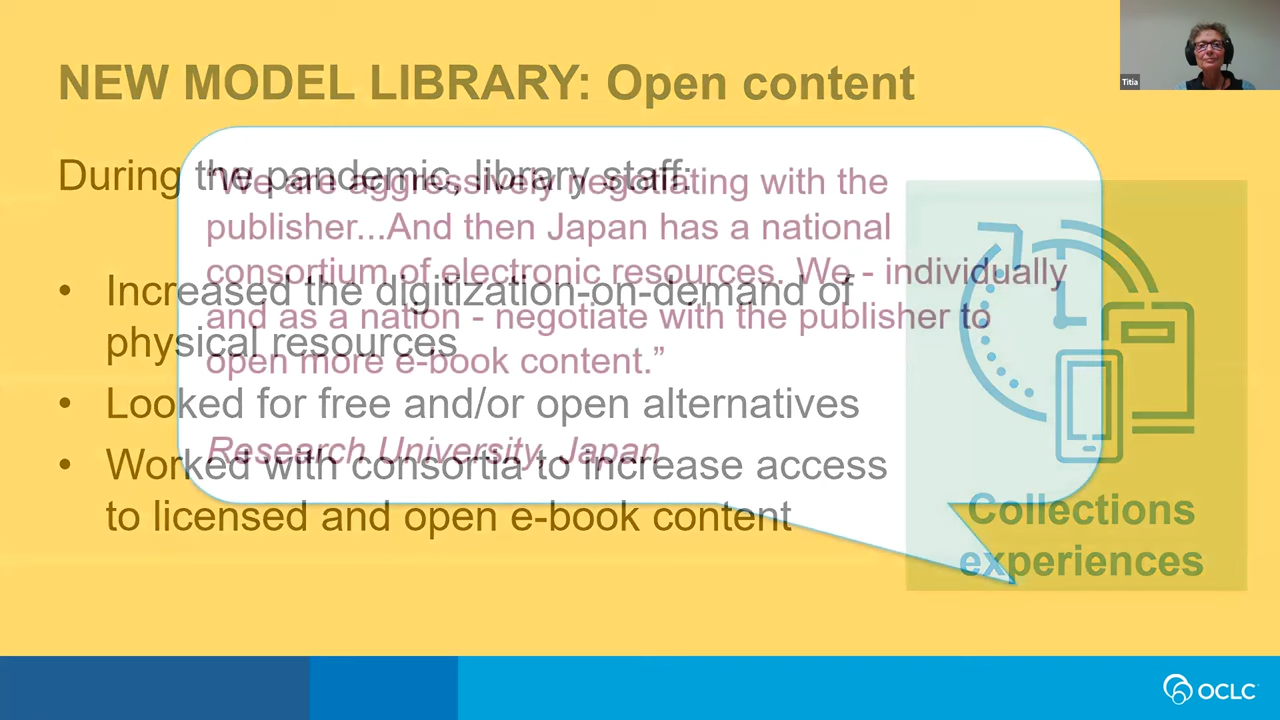 NEW MODEL LIBRARY: Open content
Titia
During the pandemic, library staff:
• Increased the digitization-on-demand of
physical resources
• Looked for free and/or open alternatives
• Worked with consortia to increase access
to licensed and open e-book content
“We are aggressively negotiating with the
publisher...And then Japan has a national
consortium of electronic resources. We - individually
and as a nation - negotiate with the publisher to
open more e-book content.”
Research University, Japan
Collections
experiences
OCLC